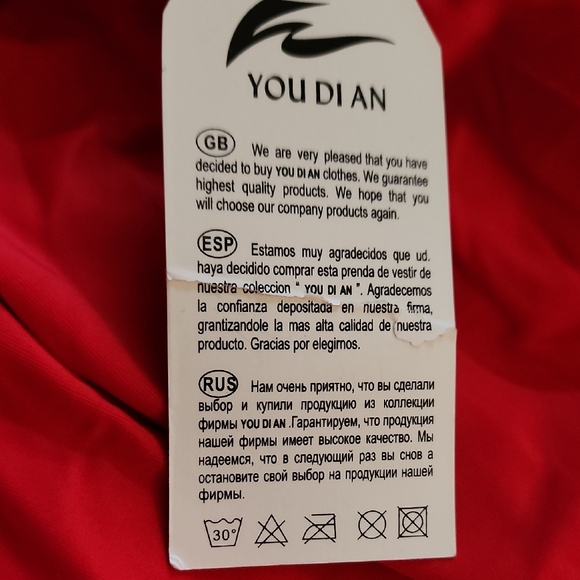 YOU DI AN
GB We are very pleased that you have
decided to buy YOU DI AN clothes. We guarantee
highest quality products. We hope that you
will choose our company products again.
ESP Estamos muy agradecidos que ud.
haya decidido comprar esta prenda de vestir de
nuestra coleccion " YOU DI AN ". Agradecemos
la confianza depositada en nuestra firma,
grantizandole la mas alta calidad de nuestra
producto. Gracias por elegirnos.
RUS Нам очень приятно, что вы сделали
выбор и купили продукцию из коллекции
фирмы YOU DI AN .Гарантируем, что продукция
нашей фирмы имеет высокое качество. Мы
надеемся, что в следующий раз вы снов а
остановите свой выбор на продукции нашей
фирмы.
30°